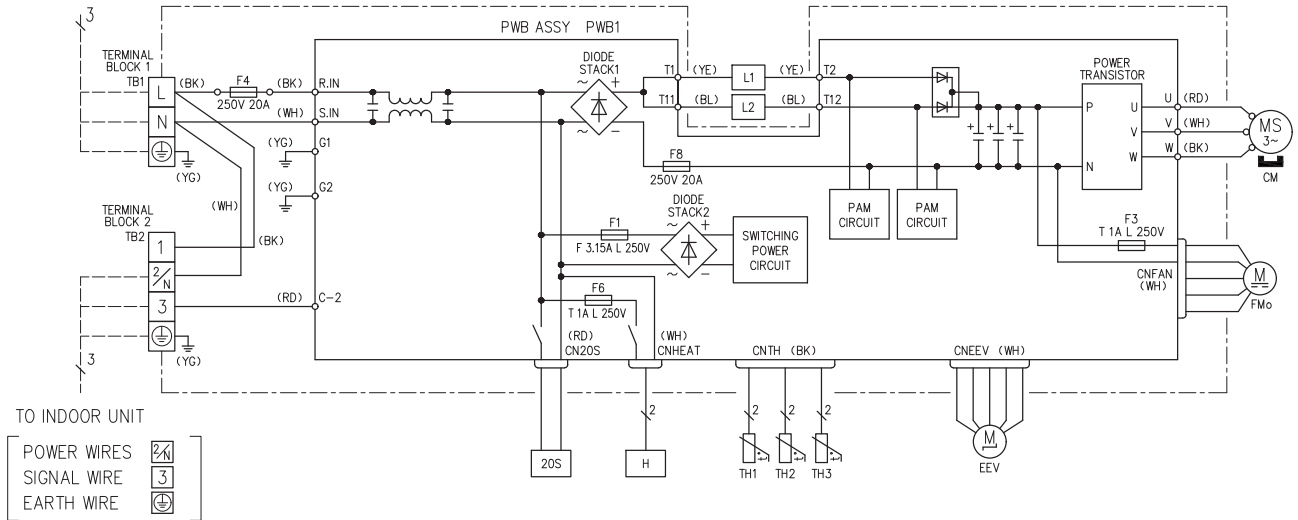 3
PWB ASSY PWB1
TERMINAL
BLOCK 1
TB1
L
N
(BK)
F4
250V 20A
(BK)
(WH)
R.IN
S.IN
(YG)
G1
(YG)
(YG)
G2
DIODE
STACK1
~
+
~
−
T1
(YE)
L1
(YE)
T2
T11
(BL)
L2
(BL)
T12
F8
250V 20A
PAM
CIRCUIT
PAM
CIRCUIT
+
+
+
POWER
TRANSISTOR
P
N
U
V
W
U
(RD)
V
(WH)
W
(BK)
MS
3~
CM
TERMINAL
BLOCK 2
TB2
1
2/N
3
(WH)
(BK)
(RD)
C-2
(YG)
3
F1
F 3.15A L 250V
DIODE
STACK2
~
+
~
−
SWITCHING
POWER
CIRCUIT
F3
T 1A L 250V
CNFAN
(WH)
M
FMo
F6
T 1A L 250V
(RD)
CN20S
(WH)
CNHEAT
CNTH (BK)
CNEEV (WH)
2
2
2
2
20S
H
t
t
t
TH1
TH2
TH3
M
EEV
TO INDOOR UNIT
POWER WIRES 2/N
SIGNAL WIRE 3
EARTH WIRE